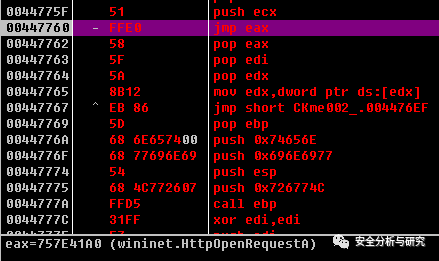 0044775F 51 push ecx
00447760 - FFE0 jmp eax
00447762 58 pop eax
00447763 5F pop edi
00447764 5A pop edx
00447765 8B12 mov edx,dword ptr ds:[edx]
00447767 ^ EB 86 jmp short CKme002_.004476EF
00447769 5D pop ebp
0044776A 68 6E657400 push 0x74656E
0044776F 68 77696E69 push 0x696E6977
00447774 54 push esp
00447775 68 4C772607 push 0x726774C
0044777A FFD5 call ebp
0044777C 31FF xor edi,edi
eax=757E41A0 (wininet.HttpOpenRequestA)
安全分析与研究